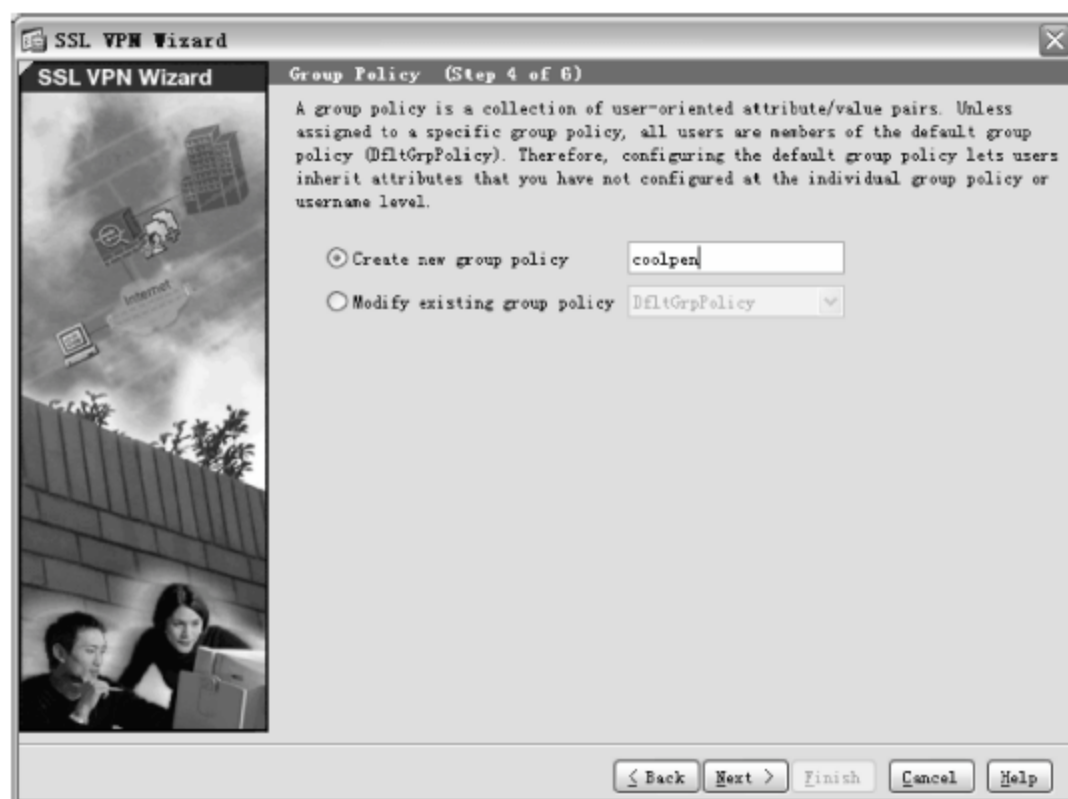 SSL VPN Wizard
SSL VPN Wizard
Group Policy (Step 4 of 6)
A group policy is a collection of user-oriented attribute/value pairs. Unless
assigned to a specific group policy, all users are members of the default group
policy (DfltGrpPolicy). Therefore, configuring the default group policy lets users
inherit attributes that you have not configured at the individual group policy or
username level.
Create new group policy coolpen
Modify existing group policy DfltGrpPolicy
Internet
< Back Next > Finish Cancel Help